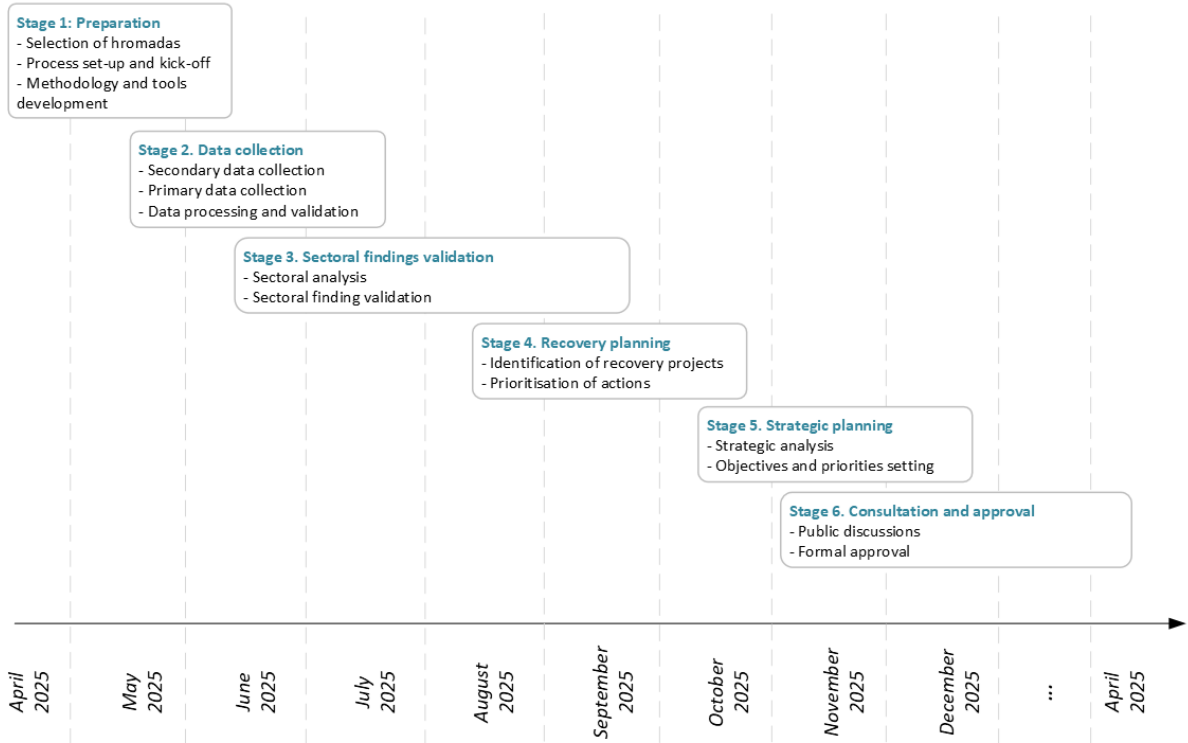 Stage 1: Preparation
- Selection of hromadas
- Process set-up and kick-off
- Methodology and tools
development
Stage 2. Data collection
- Secondary data collection
- Primary data collection
- Data processing and validation
Stage 3. Sectoral findings validation
- Sectoral analysis
- Sectoral finding validation
Stage 4. Recovery planning
- Identification of recovery projects
- Prioritisation of actions
Stage 5. Strategic planning
- Strategic analysis
- Objectives and priorities setting
Stage 6. Consultation and approval
- Public discussions
- Formal approval
April
2025
May
2025
June
2025
July
2025
August
2025
September
2025
October
2025
November
2025
December
2025
...
April
2025